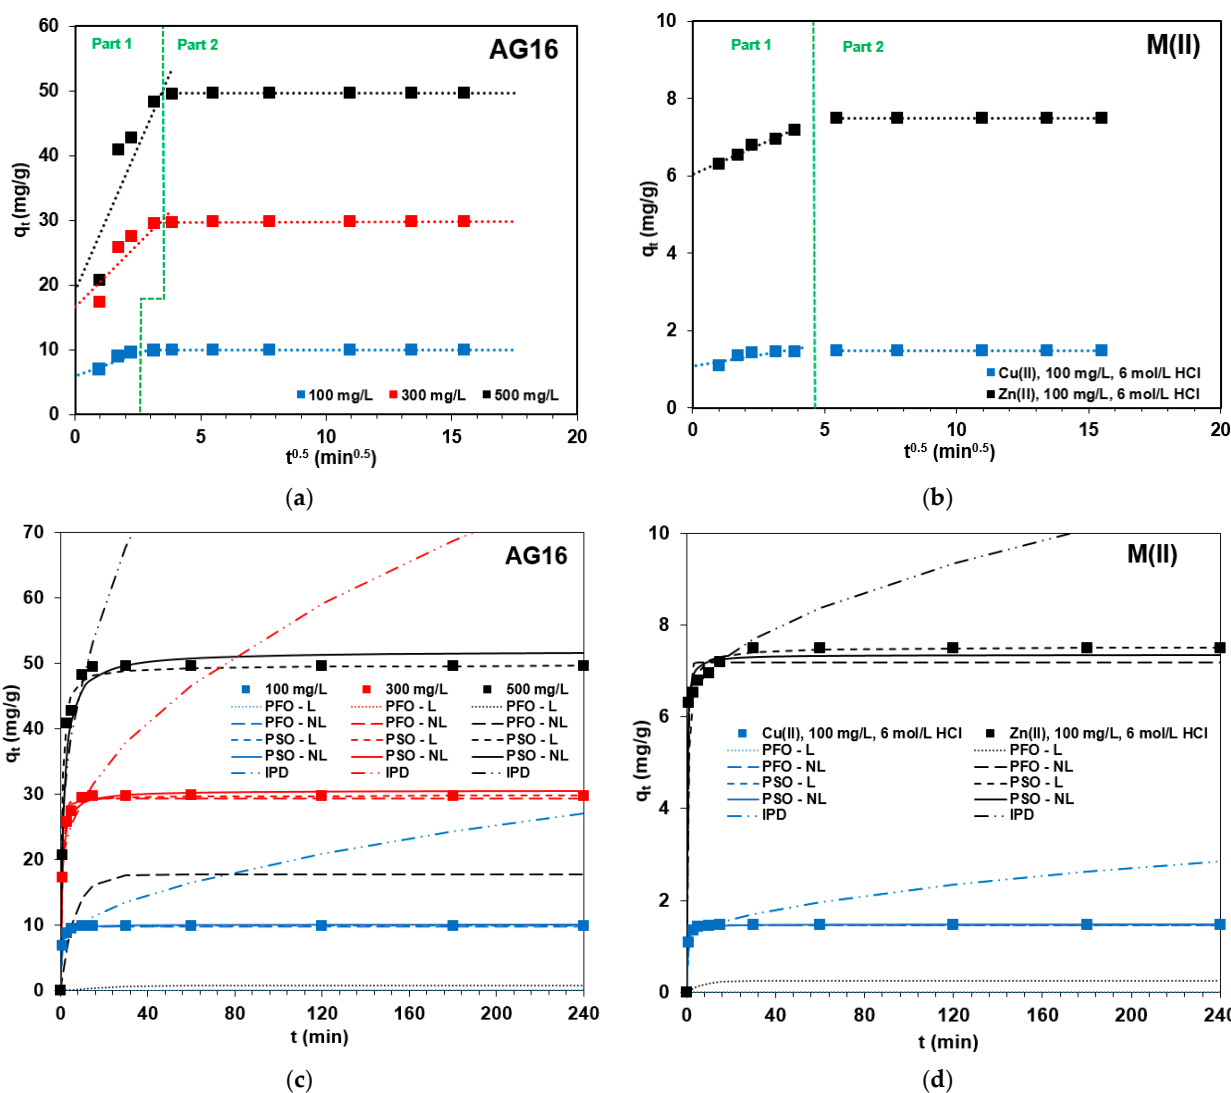 60
50
40
30
20
10
0
0
5
10
15
20
qt (mg/g)
t0.5 (min0.5)
Part 1
Part 2
AG16
100 mg/L
300 mg/L
500 mg/L
(a)
10
8
6
4
2
0
0
5
10
15
20
qt (mg/g)
t0.5 (min0.5)
Part 1
Part 2
M(II)
Cu(II), 100 mg/L, 6 mol/L HCl
Zn(II), 100 mg/L, 6 mol/L HCl
(b)
70
60
50
40
30
20
10
0
0
40
80
120
160
200
240
qt (mg/g)
t (min)
AG16
100 mg/L 300 mg/L 500 mg/L
PFO - L PFO - L PFO - L
PFO - NL PFO - NL PFO - NL
PSO - L PSO - L PSO - L
PSO - NL PSO - NL PSO - NL
IPD IPD IPD
(c)
10
8
6
4
2
0
0
40
80
120
160
200
240
qt (mg/g)
t (min)
M(II)
Cu(II), 100 mg/L, 6 mol/L HCl Zn(II), 100 mg/L, 6 mol/L HCl
PFO - L PFO - L
PFO - NL PFO - NL
PSO - L PSO - L
PSO - NL PSO - NL
IPD IPD
(d)